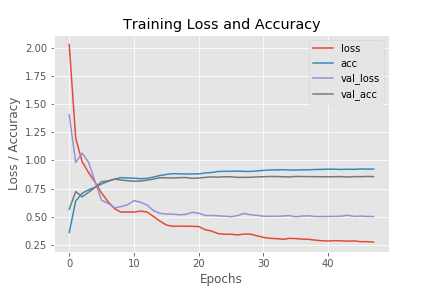 Training Loss and Accuracy
loss
acc
val_loss
val_acc
2.00
1.75
1.50
1.25
1.00
0.75
0.50
0.25
Loss / Accuracy
0 10 20 30 40
Epochs